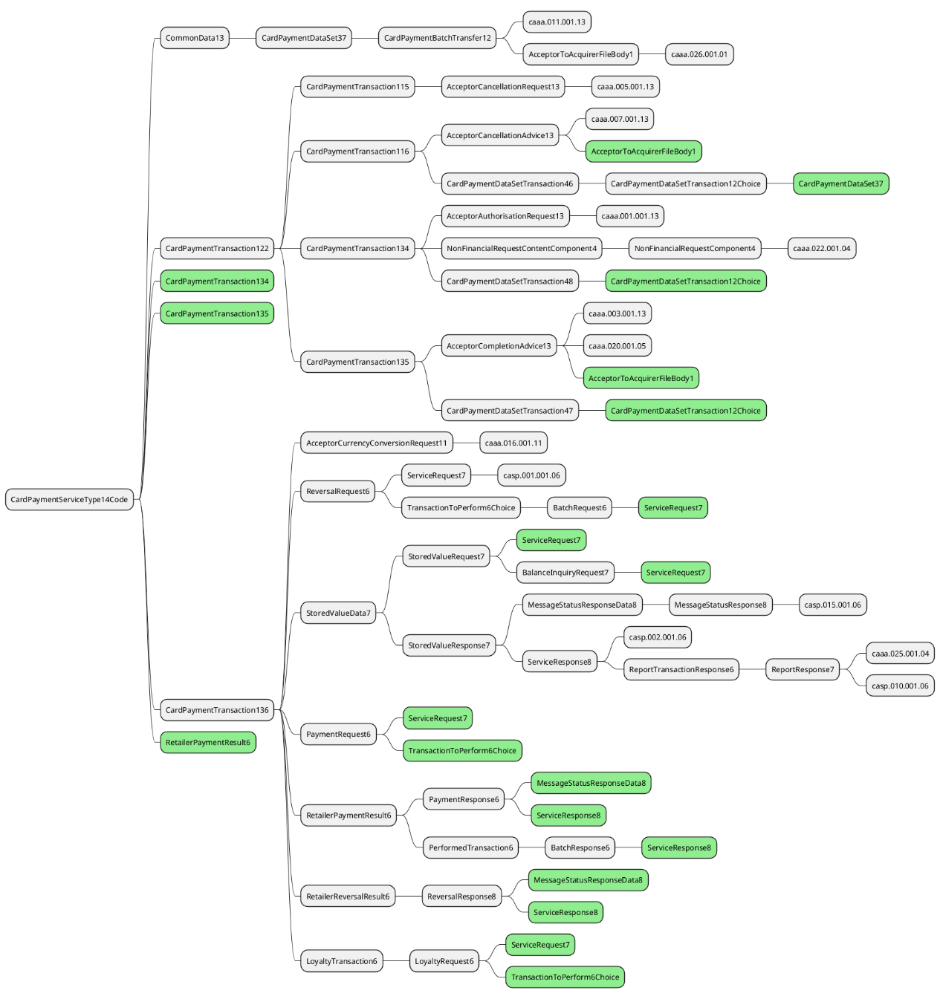 CardPaymentServiceType14Code
CommonData13
CardPaymentDataSet37
CardPaymentBatchTransfer12
caaa.011.001.13
AcceptorToAcquirerFileBody1
caaa.026.001.01
CardPaymentTransaction122
CardPaymentTransaction115
AcceptorCancellationRequest13
caaa.005.001.13
CardPaymentTransaction116
AcceptorCancellationAdvice13
caaa.007.001.13
AcceptorToAcquirerFileBody1
CardPaymentDataSetTransaction46
CardPaymentDataSetTransaction12Choice
CardPaymentDataSet37
CardPaymentTransaction134
AcceptorAuthorisationRequest13
caaa.001.001.13
NonFinancialRequestContentComponent4
NonFinancialRequestComponent4
caaa.022.001.04
CardPaymentDataSetTransaction48
CardPaymentDataSetTransaction12Choice
CardPaymentTransaction135
AcceptorCompletionAdvice13
caaa.003.001.13
caaa.020.001.05
AcceptorToAcquirerFileBody1
CardPaymentDataSetTransaction47
CardPaymentDataSetTransaction12Choice
CardPaymentTransaction134
CardPaymentTransaction135
CardPaymentTransaction136
AcceptorCurrencyConversionRequest11
caaa.016.001.11
ReversalRequest6
ServiceRequest7
casp.001.001.06
TransactionToPerform6Choice
BatchRequest6
ServiceRequest7
StoredValueData7
StoredValueRequest7
ServiceRequest7
BalanceInquiryRequest7
ServiceRequest7
StoredValueResponse7
MessageStatusResponseData8
MessageStatusResponse8
casp.015.001.06
ServiceResponse8
casp.002.001.06
ReportTransactionResponse6
ReportResponse7
caaa.025.001.04
casp.010.001.06
PaymentRequest6
ServiceRequest7
TransactionToPerform6Choice
RetailerPaymentResult6
PaymentResponse6
MessageStatusResponseData8
ServiceResponse8
PerformedTransaction6
BatchResponse6
ServiceResponse8
RetailerReversalResult6
ReversalResponse8
MessageStatusResponseData8
ServiceResponse8
LoyaltyTransaction6
LoyaltyRequest6
ServiceRequest7
TransactionToPerform6Choice
RetailerPaymentResult6